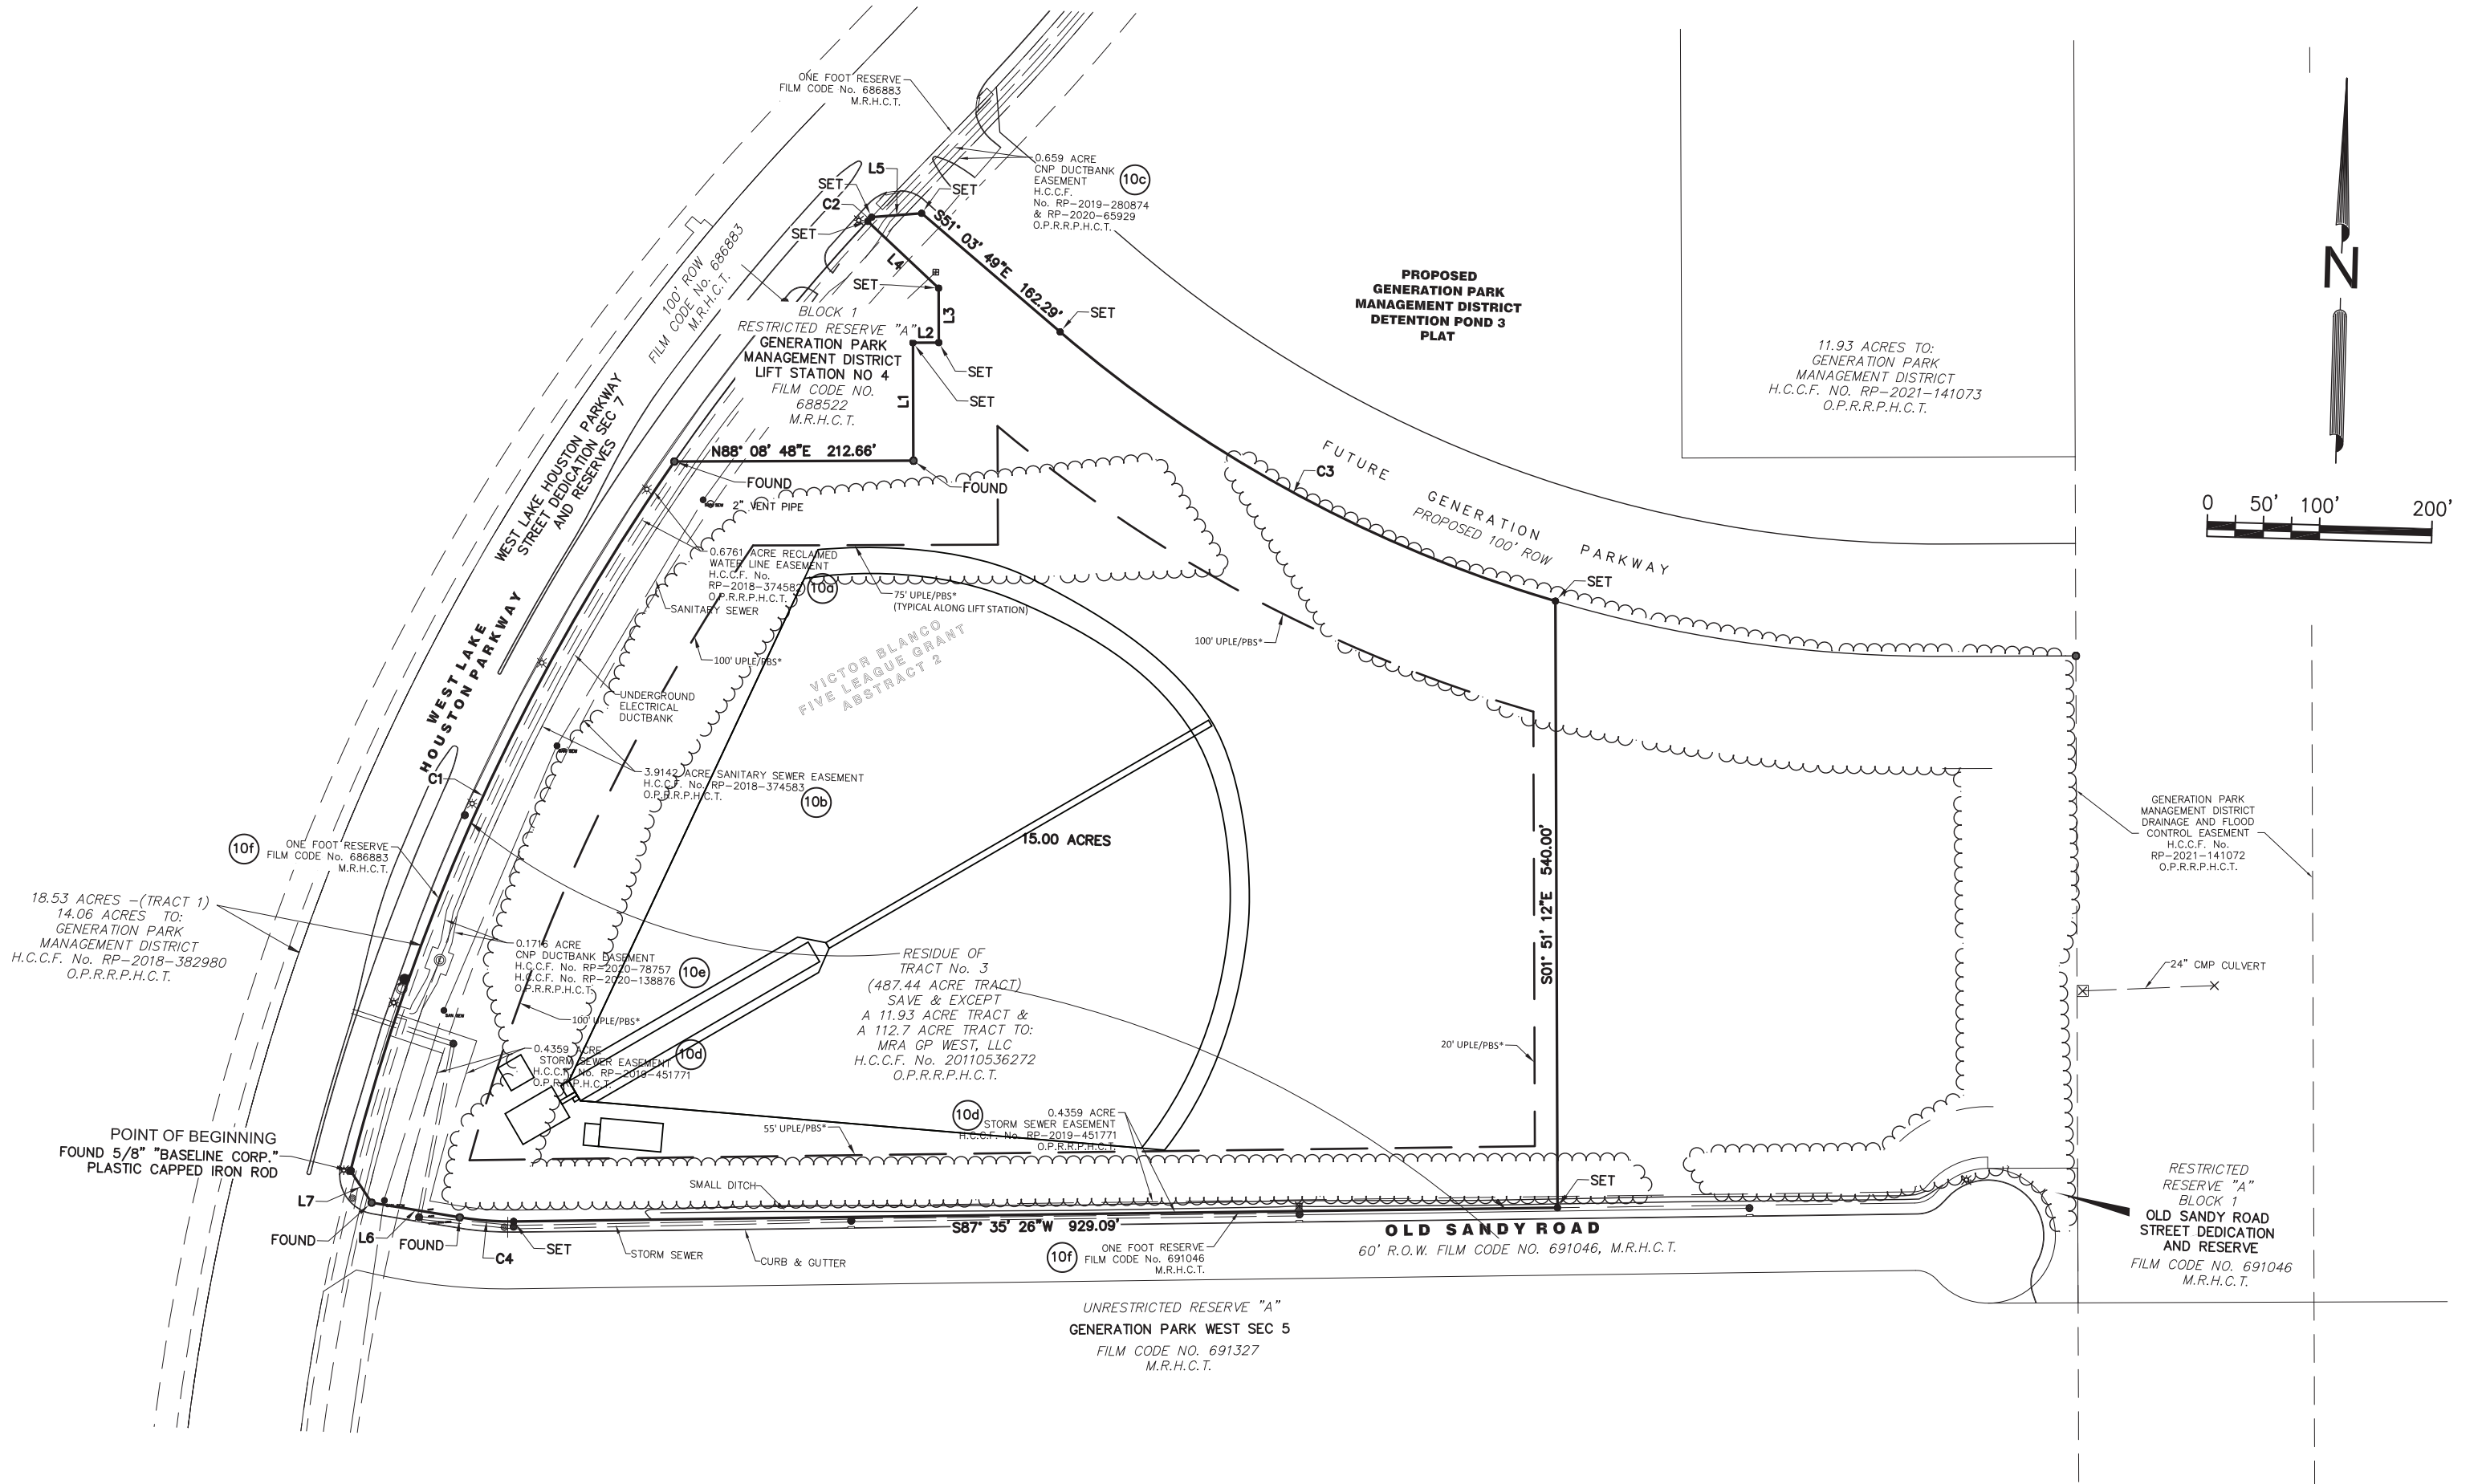 ONE FOOT RESERVE
FILM CODE No. 686883
M.R.H.C.T.
0.659 ACRE
CNP DUCTBANK
EASEMENT
H.C.C.F.
No. RP-2019-280874
& RP-2020-65929
O.P.R.R.P.H.C.T.
10c
L5
SET
C2
SET
SET
S51° 03' 49"E 162.29'
L4
SET
L3
SET
L2
SET
SET
L1
100' ROW
FILM CODE No. 686883
M.R.H.C.T.
BLOCK 1
RESTRICTED RESERVE "A"
GENERATION PARK
MANAGEMENT DISTRICT
LIFT STATION NO 4
FILM CODE NO.
688522
M.R.H.C.T.
PROPOSED
GENERATION PARK
MANAGEMENT DISTRICT
DETENTION POND 3
PLAT
11.93 ACRES TO:
GENERATION PARK
MANAGEMENT DISTRICT
H.C.C.F. NO. RP-2021-141073
O.P.R.R.P.H.C.T.
N
0 50' 100' 200'
WEST LAKE HOUSTON PARKWAY
STREET DEDICATION SEC 7
AND RESERVES
N88° 08' 48"E 212.66'
FOUND
FOUND
2" VENT PIPE
C3
FUTURE GENERATION PARKWAY
PROPOSED 100' ROW
SET
0.6761 ACRE RECLAIMED
WATER LINE EASEMENT
H.C.C.F. No.
RP-2018-374582
O.P.R.R.P.H.C.T.
10a
SANITARY SEWER
75' UPLE/PBS*
(TYPICAL ALONG LIFT STATION)
100' UPLE/PBS*
100' UPLE/PBS*
VICTOR BLANCO
FIVE LEAGUE GRANT
ABSTRACT 2
WEST LAKE
HOUSTON PARKWAY
UNDERGROUND
ELECTRICAL
DUCTBANK
C1
3.9142 ACRE SANITARY SEWER EASEMENT
H.C.C.F. No. RP-2018-374583
O.P.R.R.P.H.C.T.
10b
15.00 ACRES
S01° 51' 12"E 540.00'
GENERATION PARK
MANAGEMENT DISTRICT
DRAINAGE AND FLOOD
CONTROL EASEMENT
H.C.C.F. No.
RP-2021-141072
O.P.R.R.P.H.C.T.
10f
ONE FOOT RESERVE
FILM CODE No. 686883
M.R.H.C.T.
18.53 ACRES -(TRACT 1)
14.06 ACRES TO:
GENERATION PARK
MANAGEMENT DISTRICT
H.C.C.F. No. RP-2018-382980
O.P.R.R.P.H.C.T.
0.1716 ACRE
CNP DUCTBANK EASEMENT
H.C.C.F. No. RP-2020-78757
H.C.C.F. No. RP-2020-138876
O.P.R.R.P.H.C.T.
10e
100' UPLE/PBS*
RESIDUE OF
TRACT No. 3
(487.44 ACRE TRACT)
SAVE & EXCEPT
A 11.93 ACRE TRACT &
A 112.7 ACRE TRACT TO:
MRA GP WEST, LLC
H.C.C.F. No. 20110536272
O.P.R.R.P.H.C.T.
24" CMP CULVERT
20' UPLE/PBS*
0.4359 ACRE
STORM SEWER EASEMENT
H.C.C.F. No. RP-2019-451771
O.P.R.R.P.H.C.T.
10d
10d
0.4359 ACRE
STORM SEWER EASEMENT
H.C.C.F. No. RP-2019-451771
O.P.R.R.P.H.C.T.
55' UPLE/PBS*
POINT OF BEGINNING
FOUND 5/8" "BASELINE CORP."
PLASTIC CAPPED IRON ROD
SMALL DITCH
SET
L7
FOUND
L6
FOUND
C4
SET
S87° 35' 26"W 929.09'
STORM SEWER
CURB & GUTTER
10f
ONE FOOT RESERVE
FILM CODE No. 691046
M.R.H.C.T.
OLD SANDY ROAD
60' R.O.W. FILM CODE NO. 691046, M.R.H.C.T.
RESTRICTED
RESERVE "A"
BLOCK 1
OLD SANDY ROAD
STREET DEDICATION
AND RESERVE
FILM CODE NO. 691046
M.R.H.C.T.
UNRESTRICTED RESERVE "A"
GENERATION PARK WEST SEC 5
FILM CODE NO. 691327
M.R.H.C.T.